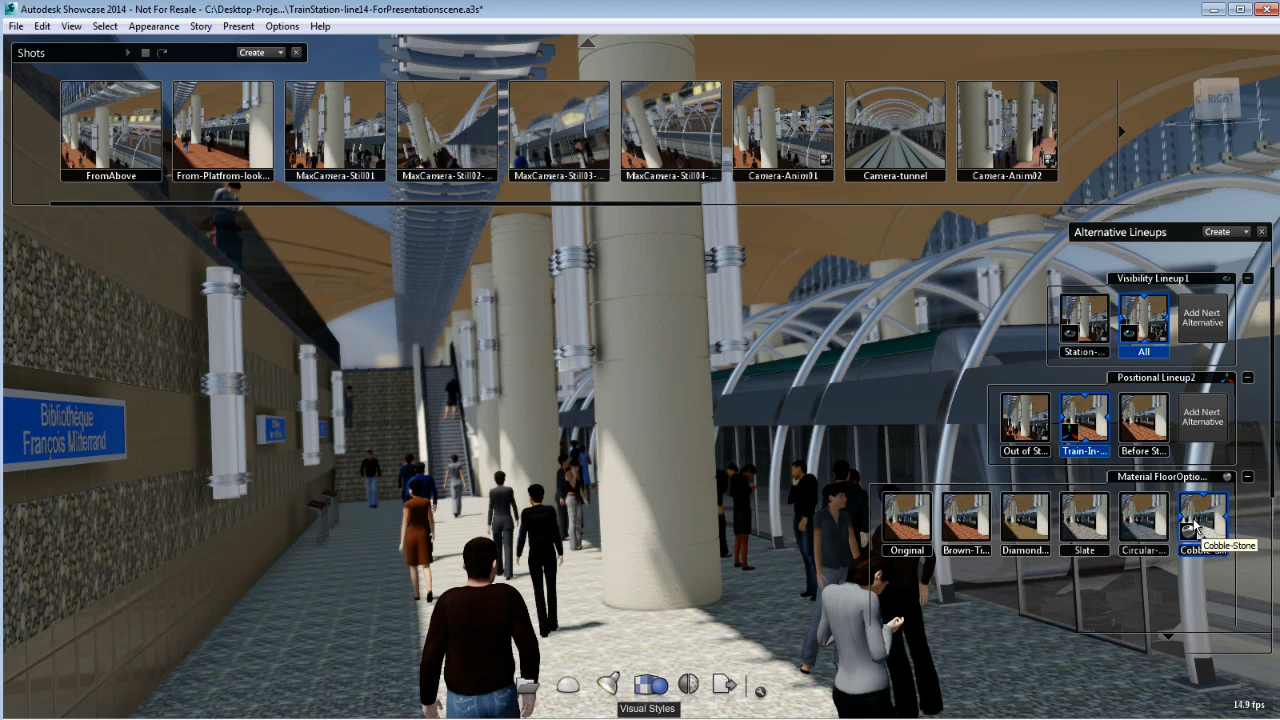 Autodesk Showcase 2014 - Not For Resale - C:\Desktop-Proje...\TrainStation-line14-ForPresentationscene.a3s*
File Edit View Select Appearance Story Present Options Help
Shots
Create
FromAbove
From-Platfrom-look...
MaxCamera-Still01
MaxCamera-Still02-...
MaxCamera-Still03-...
MaxCamera-Still04-...
Camera-Anim01
Camera-tunnel
Camera-Anim02
RIGHT
Alternative Lineups
Create
Visibility Lineup1
Station-...
All
Add Next
Alternative
Positional Lineup2
Out of St...
Train-In-...
Before St...
Add Next
Alternative
Material FloorOptio...
Original
Brown-Ti...
Diamond...
Slate
Circular-...
Cobble-Stone
Bibliothéque
François Mitterrand
Visual Styles
14.9 fps